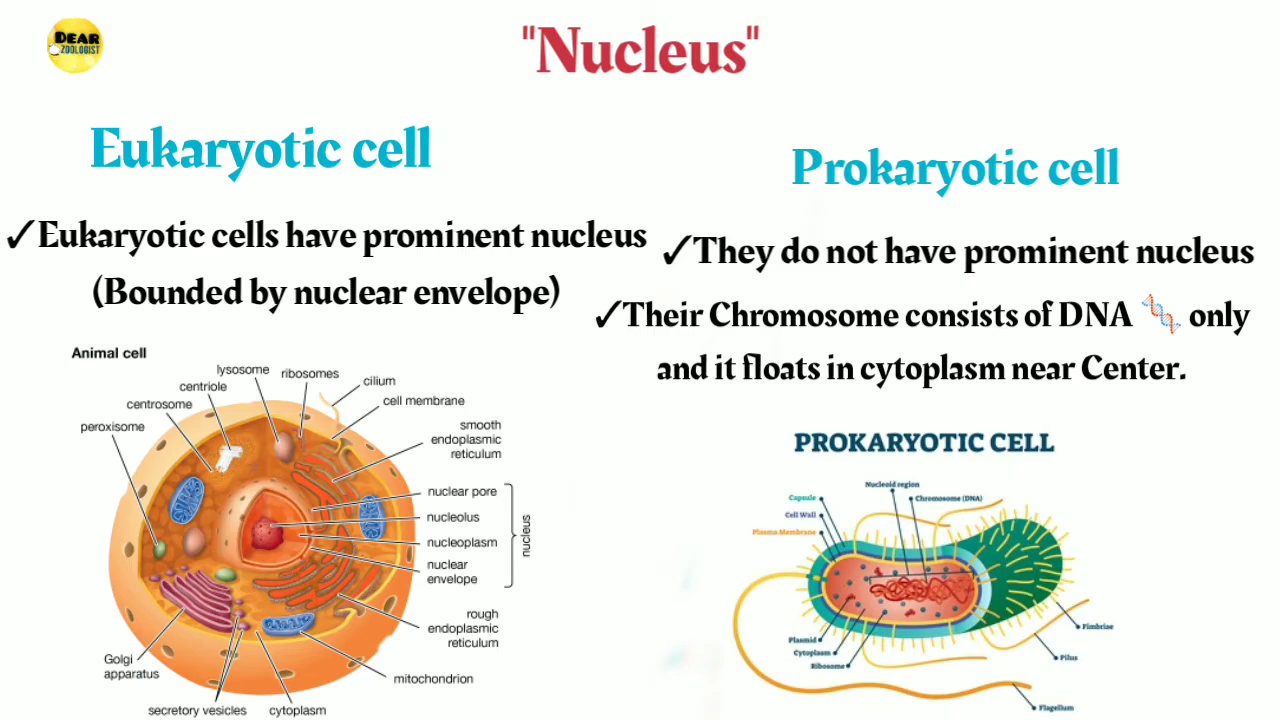 DEAR
ZOOLOGIST
"Nucleus"
Eukaryotic cell
✓Eukaryotic cells have prominent nucleus
(Bounded by nuclear envelope)
Prokaryotic cell
✓They do not have prominent nucleus
✓Their Chromosome consists of DNA 🧬 only
and it floats in cytoplasm near Center.
Animal cell
lysosome
ribosomes
centriole
cilium
centrosome
cell membrane
peroxisome
smooth
endoplasmic
reticulum
nuclear pore
nucleolus
nucleoplasm
nuclear
envelope
nucleus
rough
endoplasmic
reticulum
Golgi
apparatus
mitochondrion
secretory vesicles
cytoplasm
PROKARYOTIC CELL
Nucleoid region
Capsule
Chromosome (DNA)
Cell Wall
Plasma Membrane
Plasmid
Cytoplasm
Ribosome
Fimbriae
Pilus
Flagellum